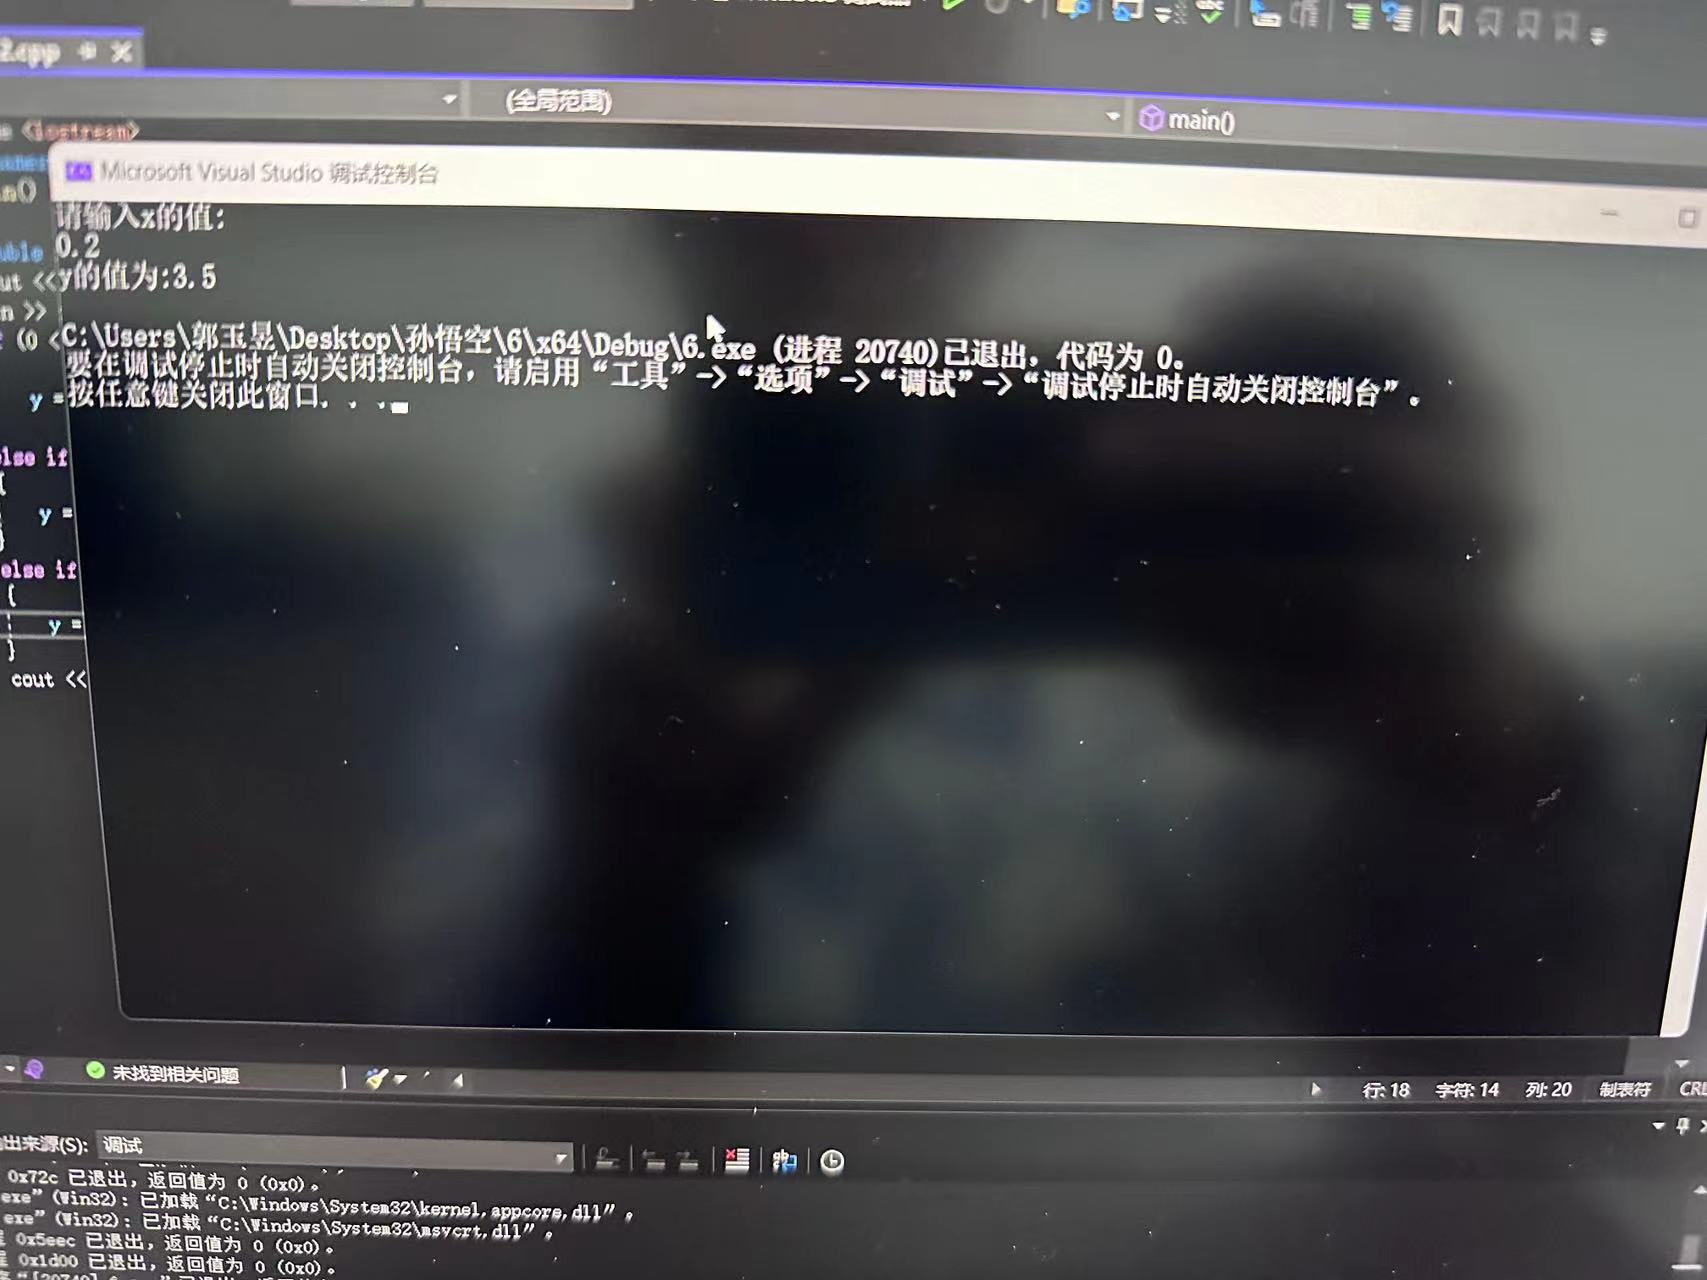 2.cpp
(全局范围)
main()
<iostream>
Microsoft Visual Studio 调试控制台
请输入x的值:
0.2
y的值为:3.5
C:\Users\郭玉昱\Desktop\孙悟空\6\x64\Debug\6.exe (进程 20740)已退出，代码为 0。
要在调试停止时自动关闭控制台，请启用“工具”->“选项”->“调试”->“调试停止时自动关闭控制台”。
按任意键关闭此窗口. . .
(0 <
y =
else if
{
y =
}
else if
{
y =
}
cout <<
未找到相关问题
行: 18 字符: 14 列: 20 制表符
出来源(S): 调试
0x72c 已退出，返回值为 0 (0x0)。
exe” (Win32): 已加载“C:\Windows\System32\kernel.appcore.dll”。
exe” (Win32): 已加载“C:\Windows\System32\msvcrt.dll”。
0x5eec 已退出，返回值为 0 (0x0)。
0x1d00 已退出，返回值为 0 (0x0)。